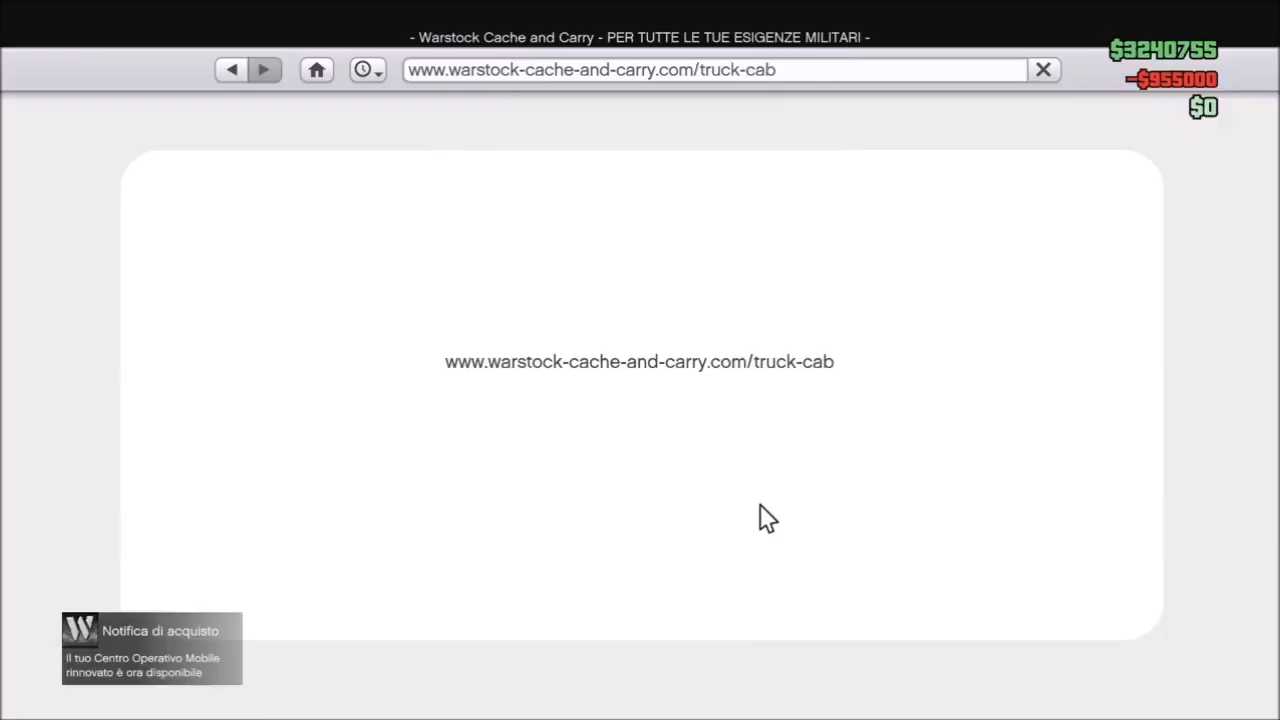 - Warstock Cache and Carry - PER TUTTE LE TUE ESIGENZE MILITARI -
www.warstock-cache-and-carry.com/truck-cab
$3240755
-$955000
$0
www.warstock-cache-and-carry.com/truck-cab
W Notifica di acquisto
Il tuo Centro Operativo Mobile
rinnovato è ora disponibile